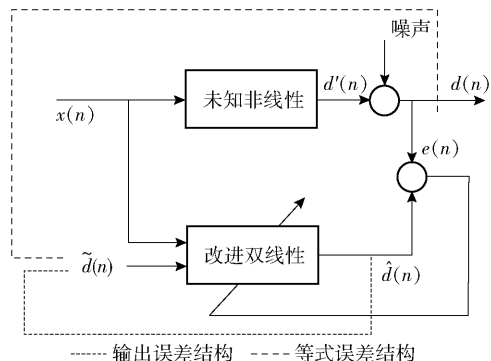 噪声
未知非线性
d′(n)
d(n)
x(n)
e(n)
d̃(n)
改进双线性
d̂(n)
输出误差结构
等式误差结构